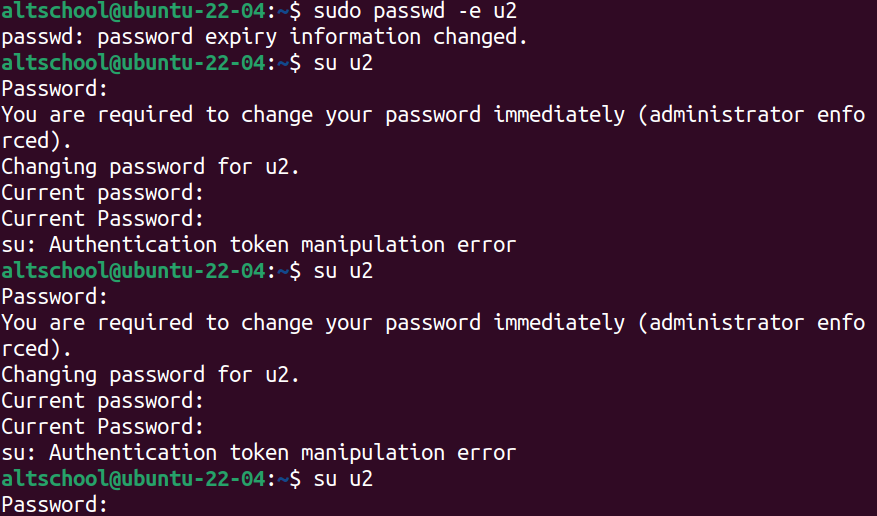 altschool@ubuntu-22-04:~$ sudo passwd -e u2
passwd: password expiry information changed.
altschool@ubuntu-22-04:~$ su u2
Password:
You are required to change your password immediately (administrator enfo
rced).
Changing password for u2.
Current password:
Current Password:
su: Authentication token manipulation error
altschool@ubuntu-22-04:~$ su u2
Password:
You are required to change your password immediately (administrator enfo
rced).
Changing password for u2.
Current password:
Current Password:
su: Authentication token manipulation error
altschool@ubuntu-22-04:~$ su u2
Password: